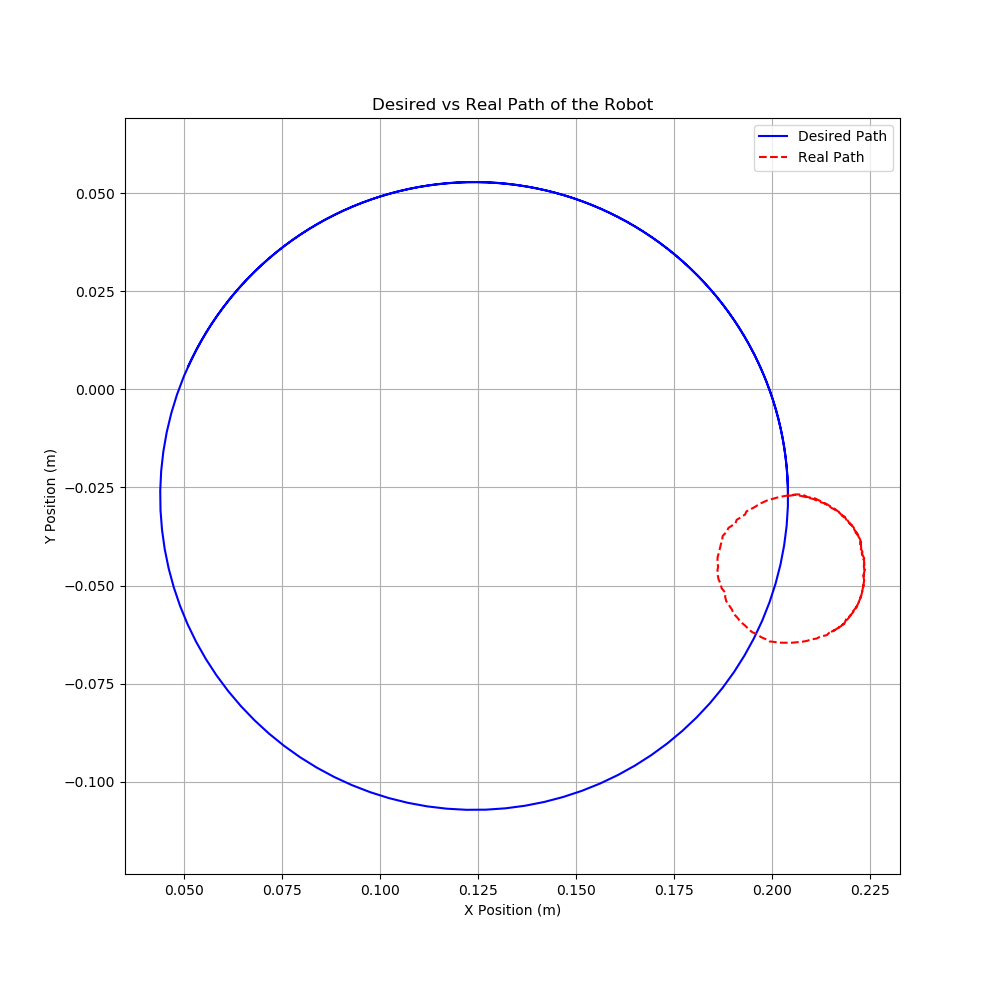 Desired vs Real Path of the Robot
Desired Path
Real Path
Y Position (m)
0.050
0.025
0.000
−0.025
−0.050
−0.075
−0.100
0.050 0.075 0.100 0.125 0.150 0.175 0.200 0.225
X Position (m)